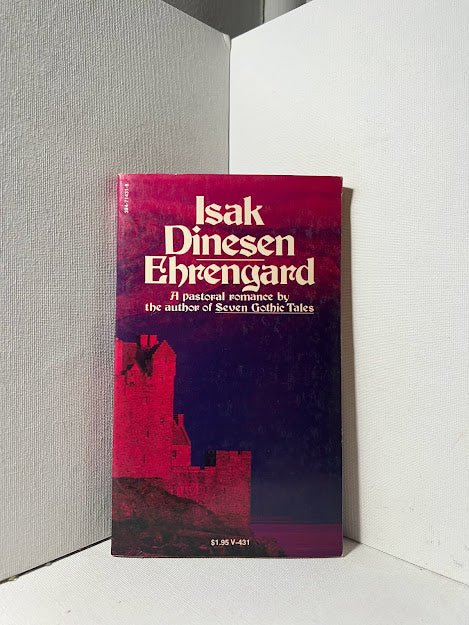 Isak
Dinesen
Ehrengard
A pastoral romance by
the author of Seven Gothic Tales
$1.95 V-431